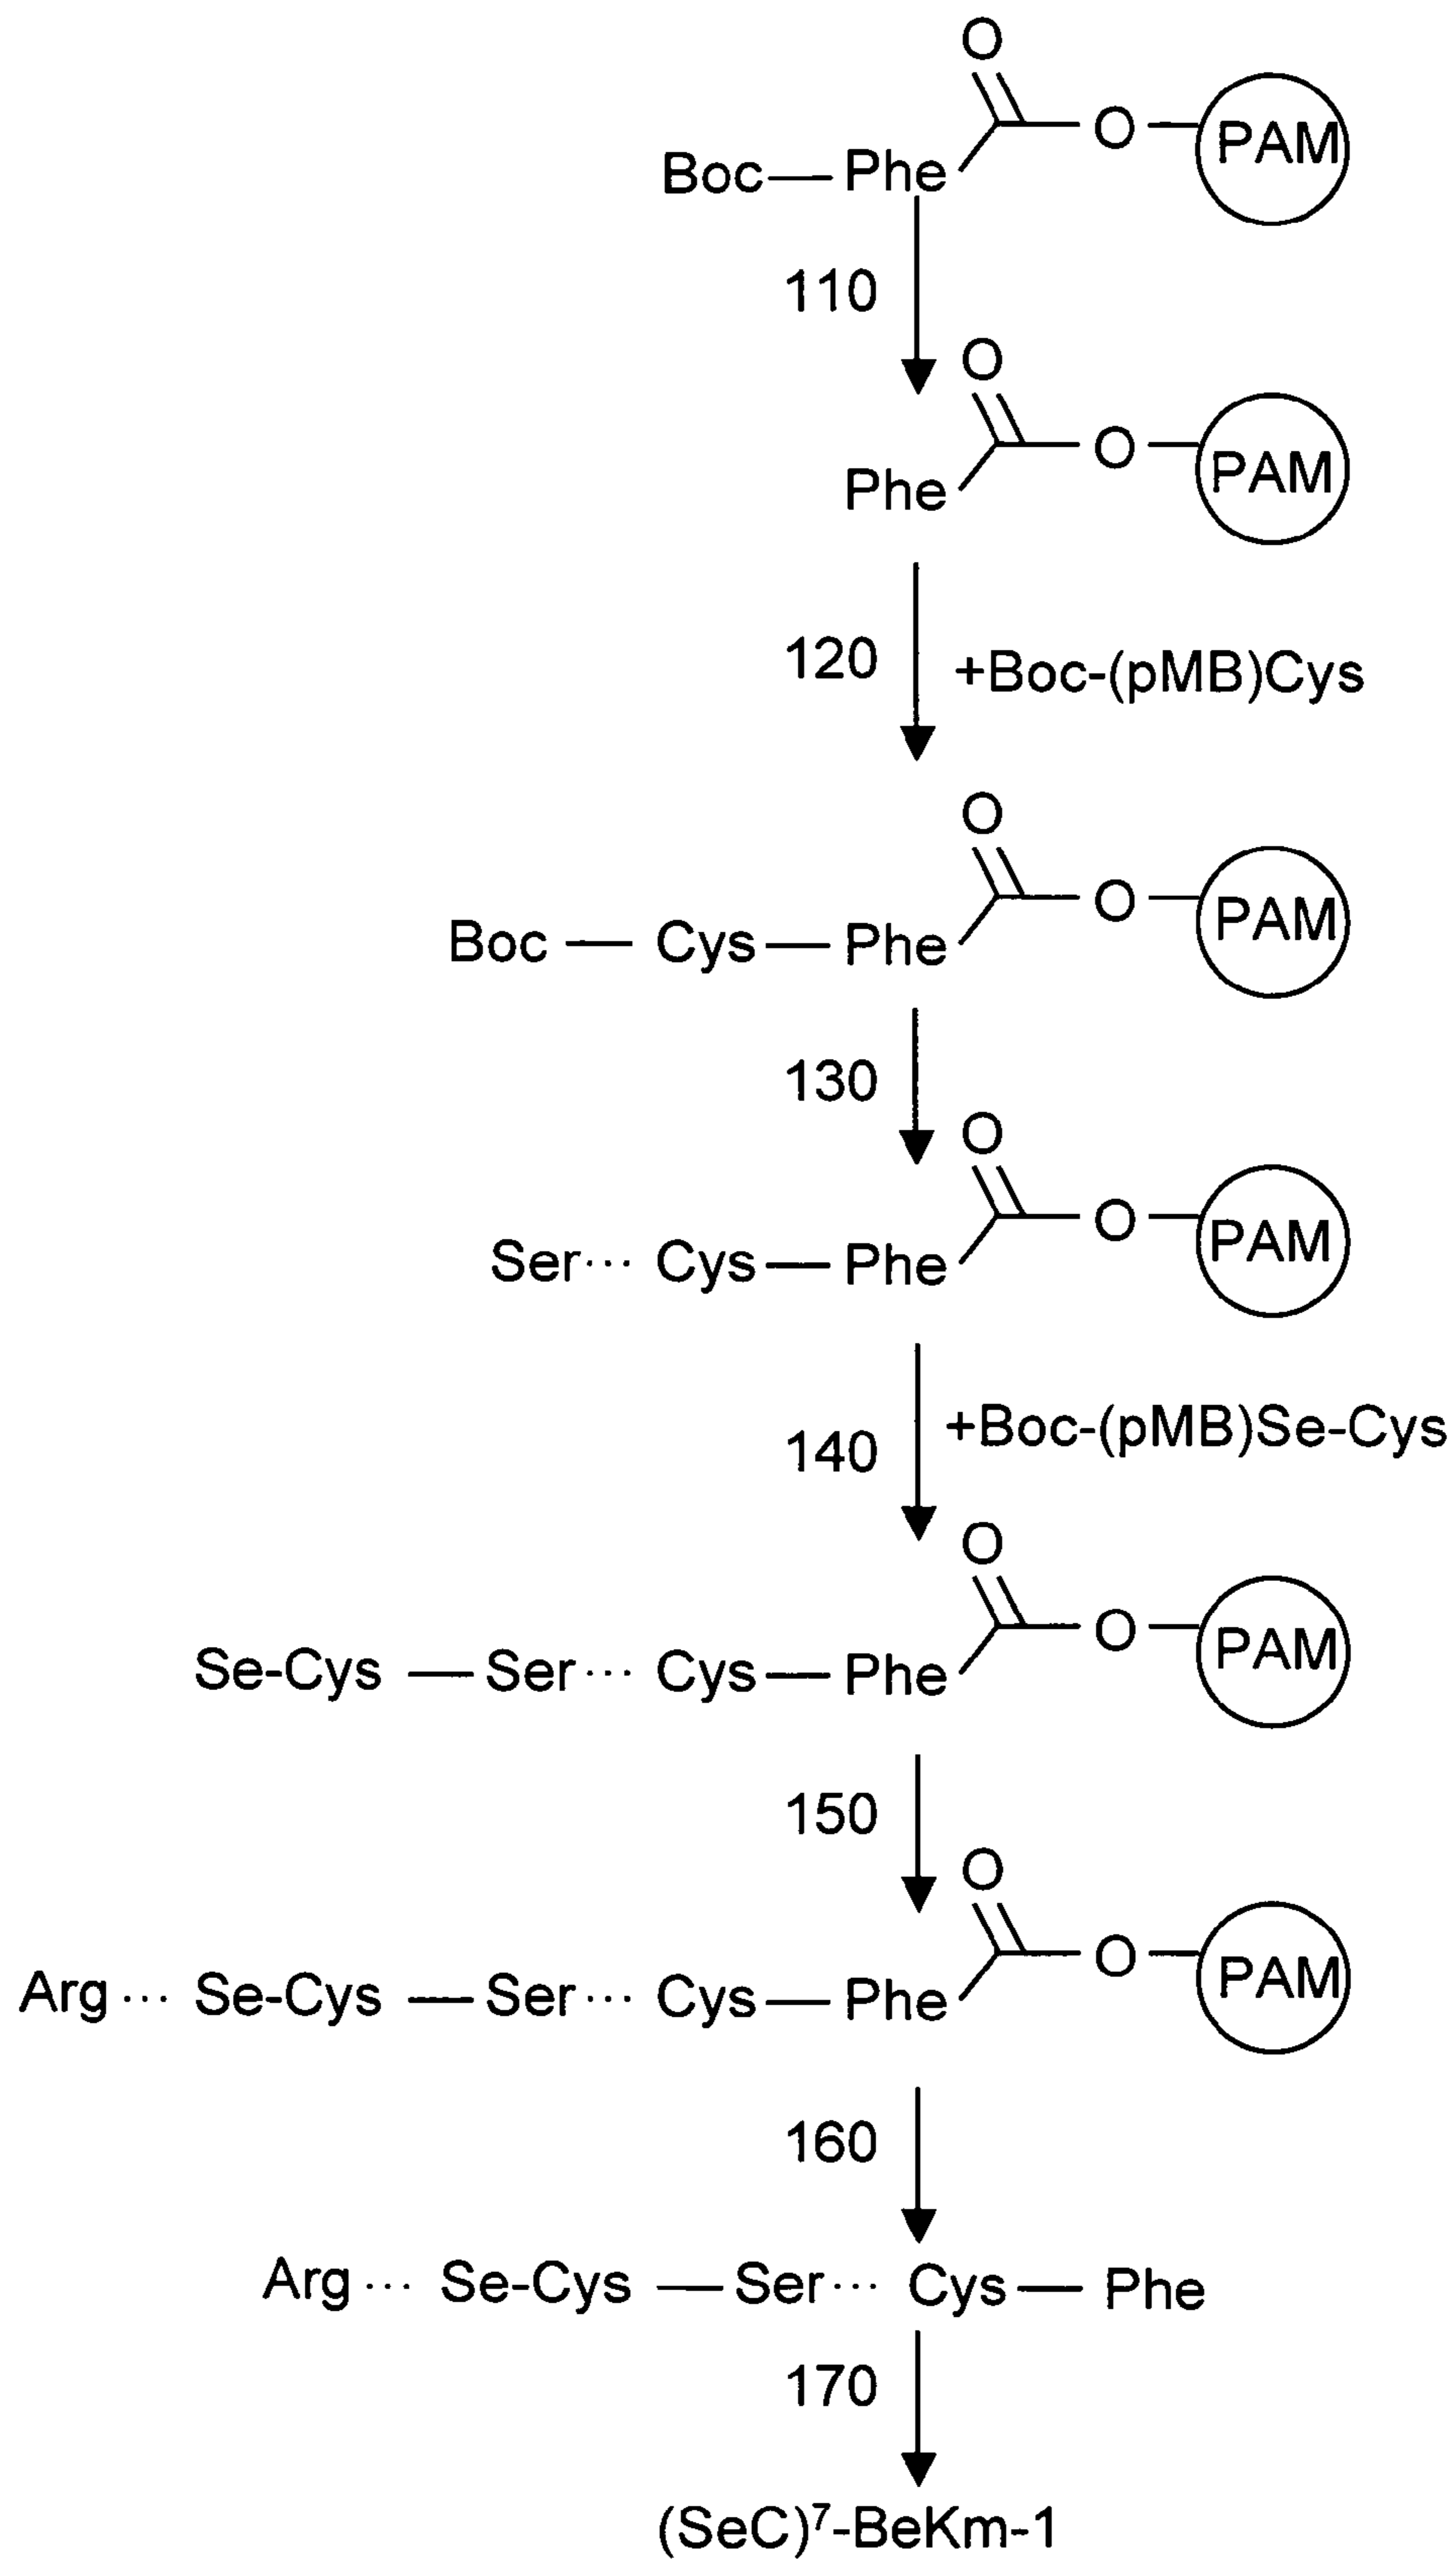 O
Boc—Phe O PAM
110
O
Phe O PAM
120 +Boc-(pMB)Cys
O
Boc — Cys — Phe O PAM
130
O
Ser··· Cys — Phe O PAM
140 +Boc-(pMB)Se-Cys
O
Se-Cys — Ser··· Cys — Phe O PAM
150
O
Arg ··· Se-Cys — Ser··· Cys — Phe O PAM
160
Arg ··· Se-Cys — Ser··· Cys — Phe
170
(SeC)⁷-BeKm-1